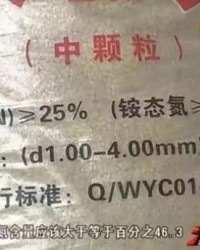 (中颗粒)
)≥25% (铵态氮≥
: (d1.00-4.00mm)
行标准: Q/WYC01
氮含量应该大于等于百分之46.3